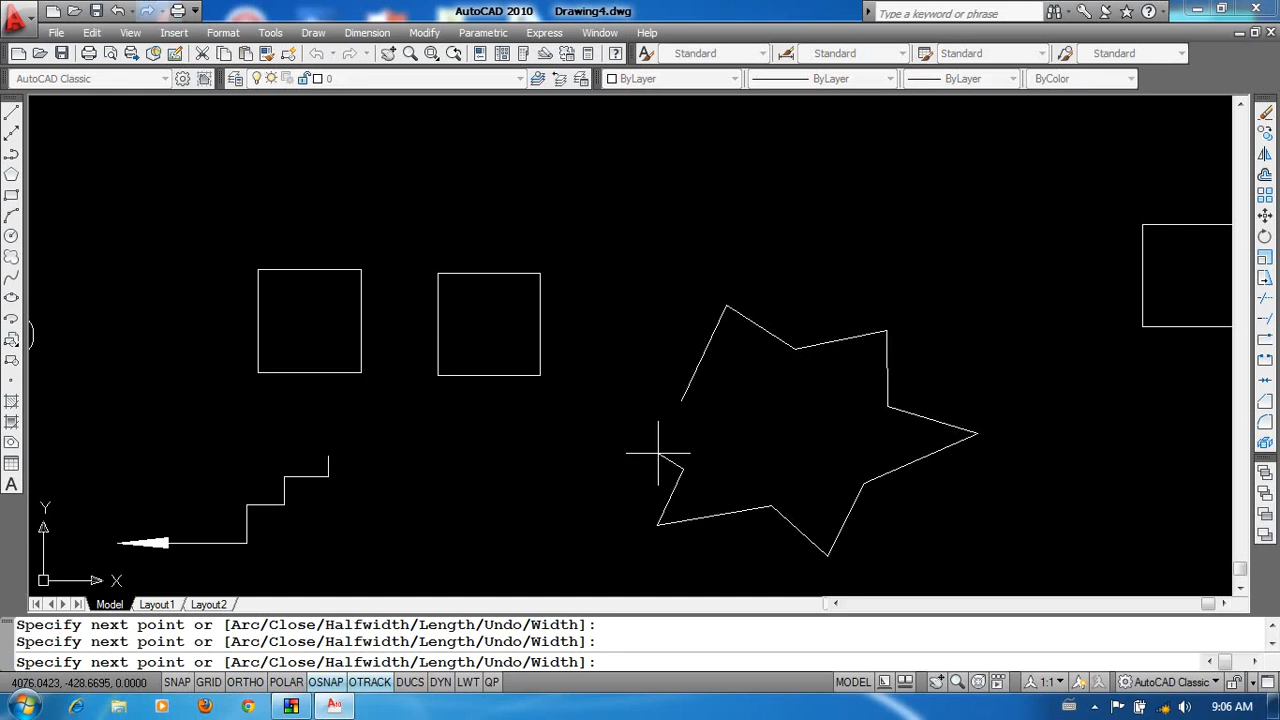 AutoCAD 2010 Drawing4.dwg
Type a keyword or phrase
File Edit View Insert Format Tools Draw Dimension Modify Parametric Express Window Help
Standard Standard Standard Standard
AutoCAD Classic 0 ByLayer ByLayer ByLayer ByColor
A
Y
X
Model Layout1 Layout2
Specify next point or [Arc/Close/Halfwidth/Length/Undo/Width]:
Specify next point or [Arc/Close/Halfwidth/Length/Undo/Width]:
Specify next point or [Arc/Close/Halfwidth/Length/Undo/Width]:
4076.0423, -428.6695, 0.0000 SNAP GRID ORTHO POLAR OSNAP OTRACK DUCS DYN LWT QP MODEL 1:1 AutoCAD Classic
9:06 AM